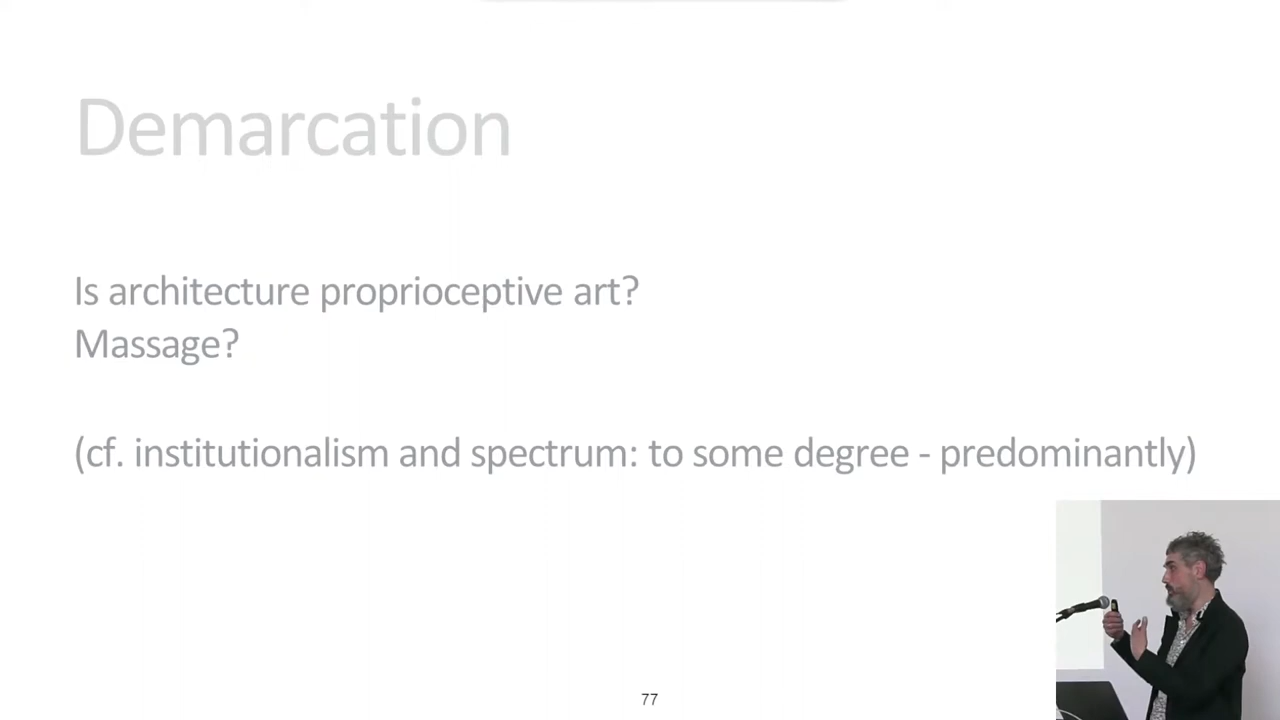 Demarcation
Is architecture proprioceptive art?
Massage?
(cf. institutionalism and spectrum: to some degree - predominantly)
77